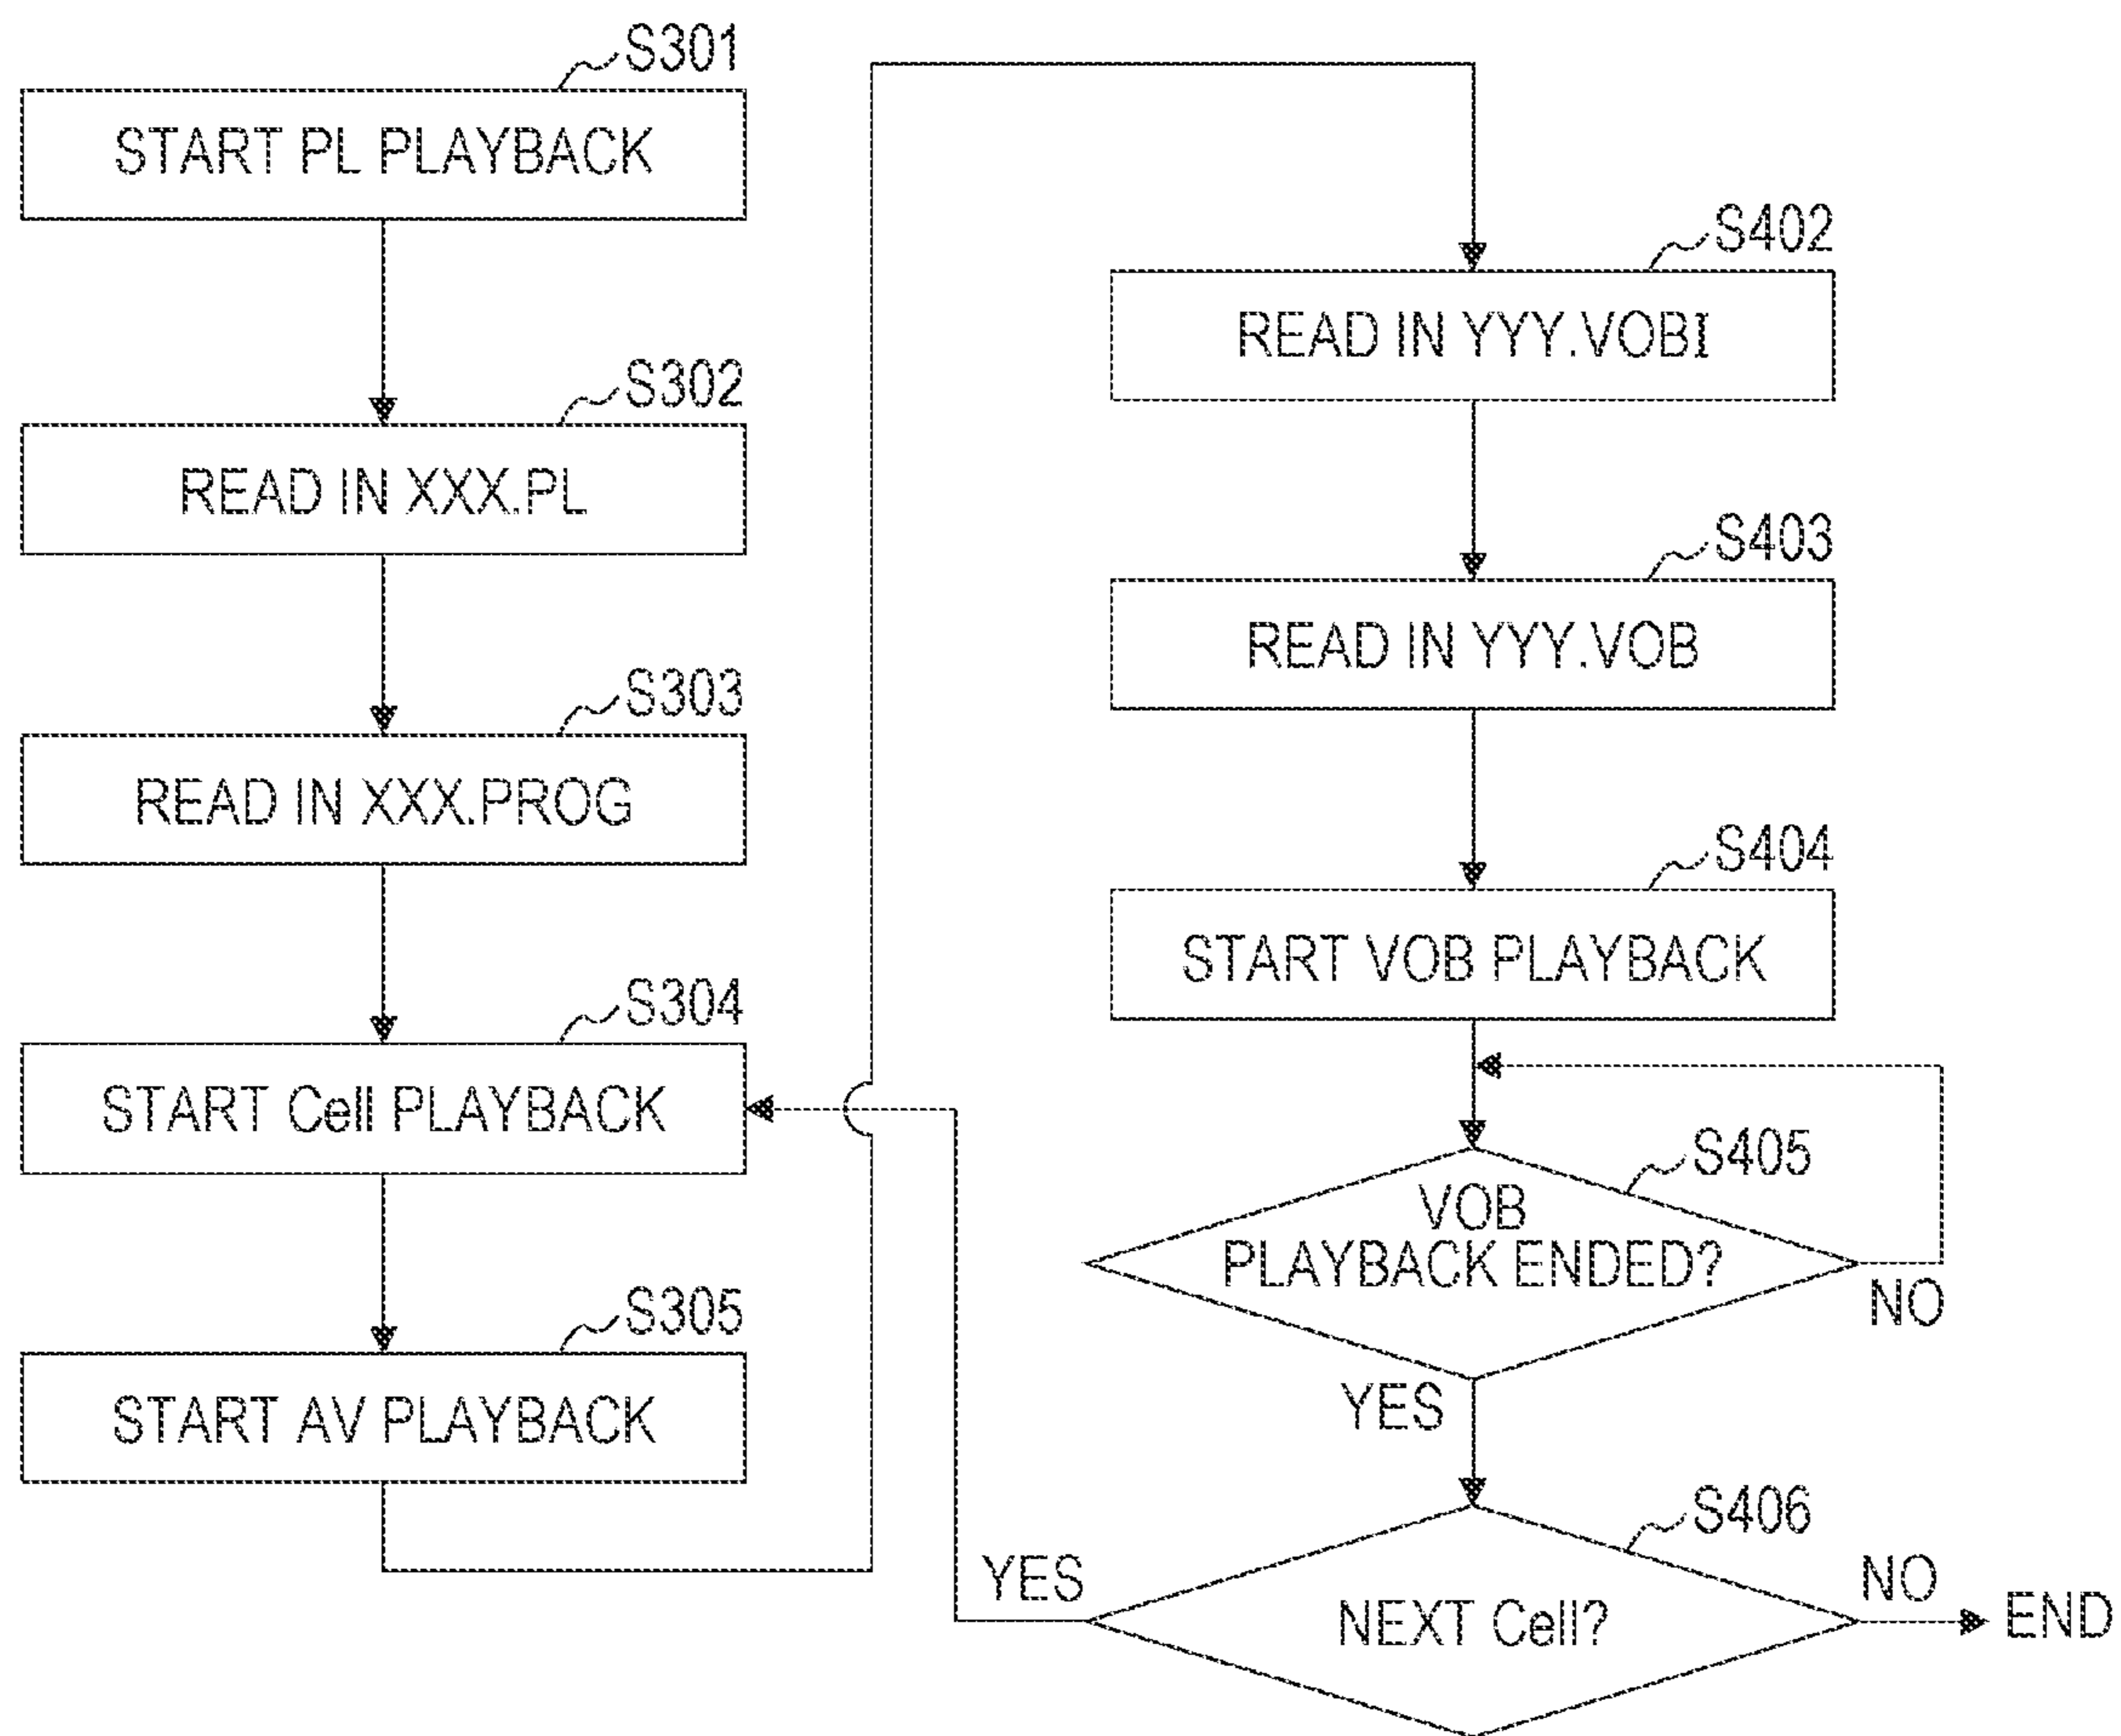 S301
START PL PLAYBACK
S302
READ IN XXX.PL
S303
READ IN XXX.PROG
S304
START Cell PLAYBACK
S305
START AV PLAYBACK
S402
READ IN YYY.VOBI
S403
READ IN YYY.VOB
S404
START VOB PLAYBACK
S405
VOB
PLAYBACK ENDED?
NO
YES
S406
NEXT Cell?
YES
NO
END